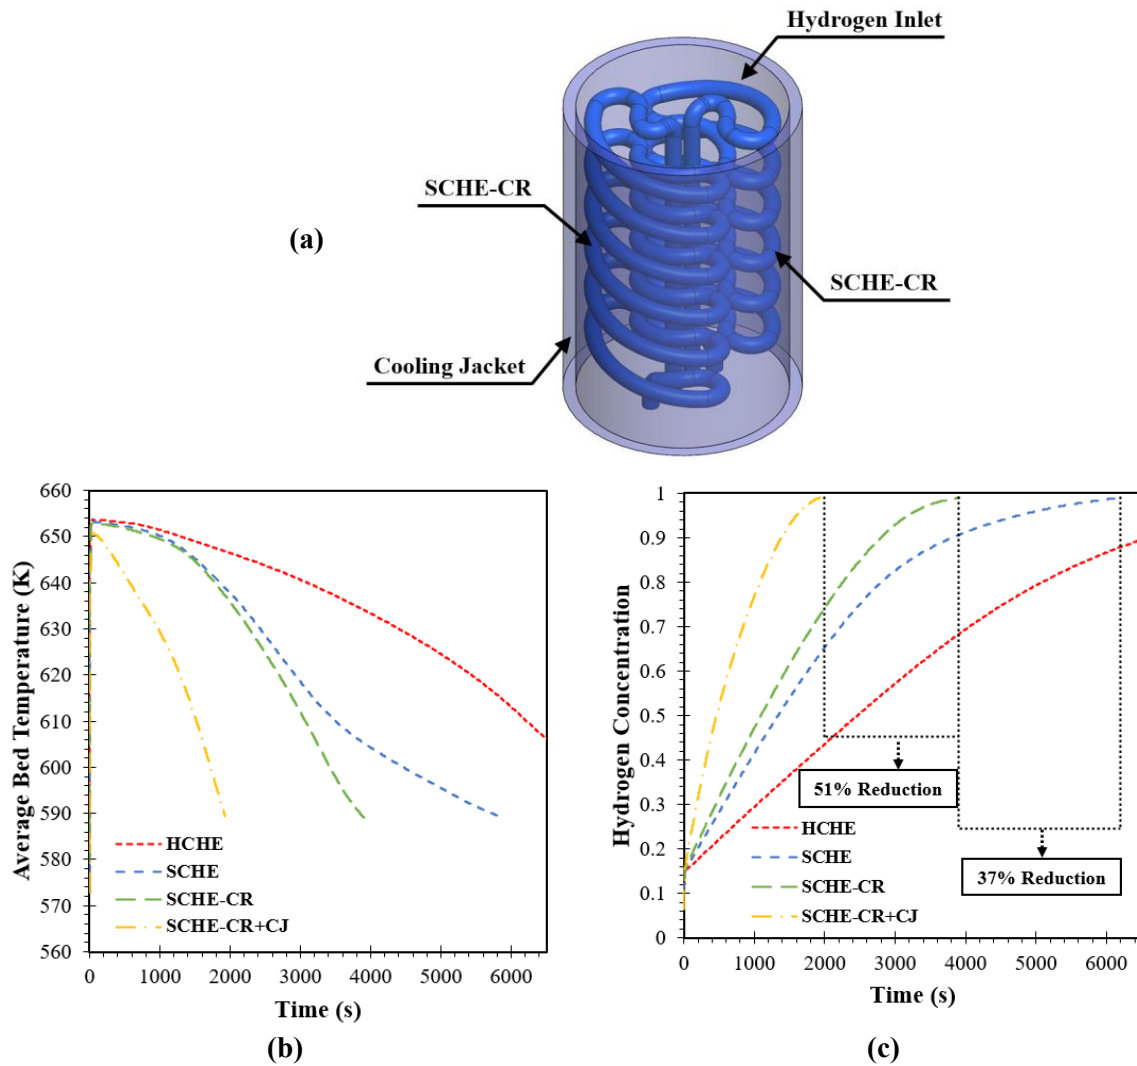 Hydrogen Inlet
SCHE-CR
(a)
SCHE-CR
Cooling Jacket
660
650
640
630
620
610
600
590
580
570
560
Average Bed Temperature (K)
HCHE
SCHE
SCHE-CR
SCHE-CR+CJ
0
1000
2000
3000
4000
5000
6000
Time (s)
(b)
1
0.9
0.8
0.7
0.6
0.5
0.4
0.3
0.2
0.1
0
Hydrogen Concentration
51% Reduction
37% Reduction
HCHE
SCHE
SCHE-CR
SCHE-CR+CJ
0
1000
2000
3000
4000
5000
6000
Time (s)
(c)